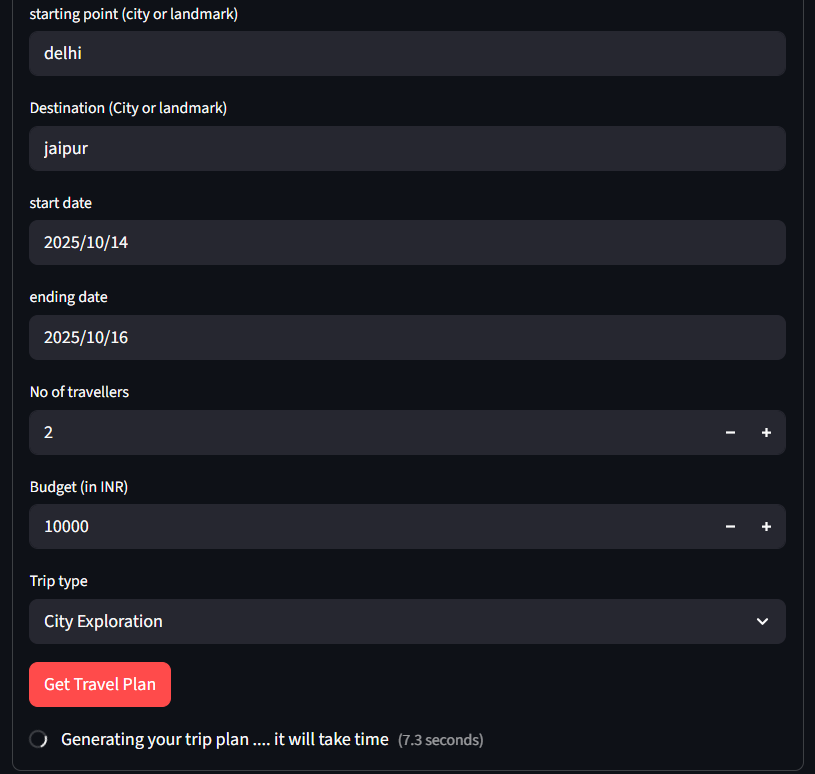 starting point (city or landmark)
delhi
Destination (City or landmark)
jaipur
start date
2025/10/14
ending date
2025/10/16
No of travellers
2
Budget (in INR)
10000
Trip type
City Exploration
Get Travel Plan
Generating your trip plan .... it will take time (7.3 seconds)